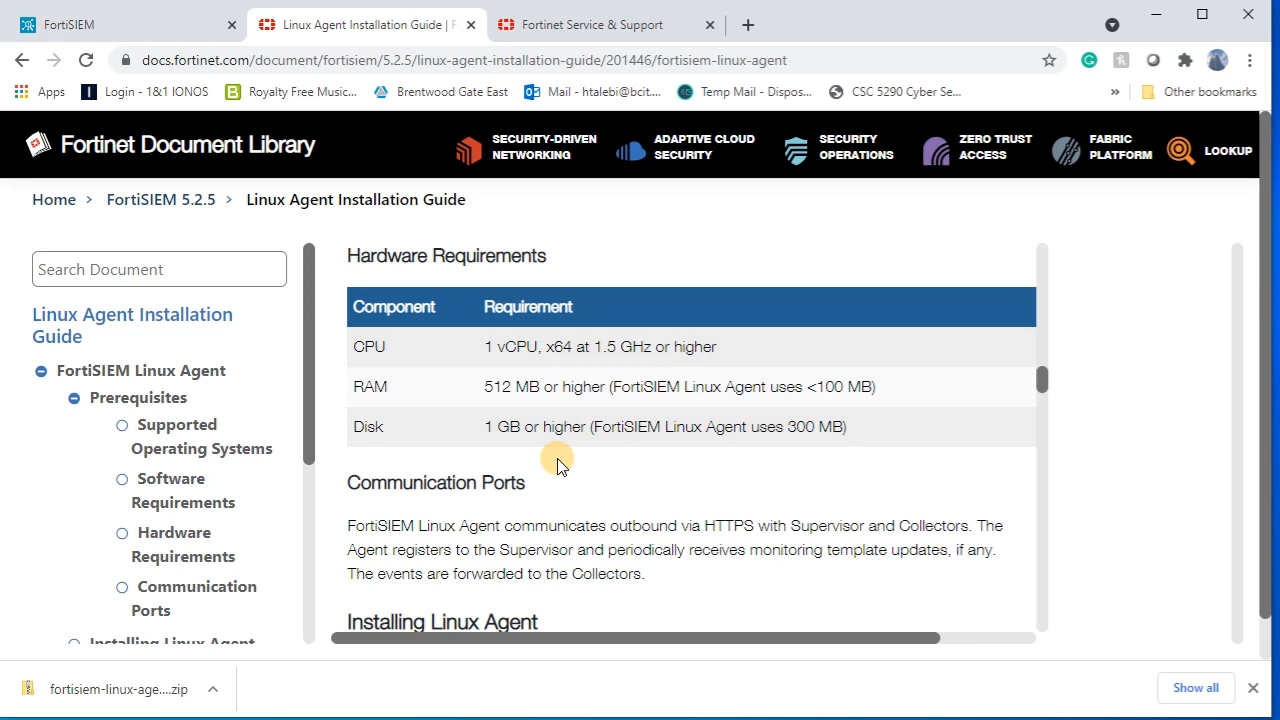 FortiSIEM
Linux Agent Installation Guide | F
Fortinet Service & Support
docs.fortinet.com/document/fortisiem/5.2.5/linux-agent-installation-guide/201446/fortisiem-linux-agent
Apps
Login - 1&1 IONOS
Royalty Free Music...
Brentwood Gate East
Mail - htalebi@bcit....
Temp Mail - Dispos...
CSC 5290 Cyber Se...
»
Other bookmarks
Fortinet Document Library
SECURITY-DRIVEN
NETWORKING
ADAPTIVE CLOUD
SECURITY
SECURITY
OPERATIONS
ZERO TRUST
ACCESS
FABRIC
PLATFORM
LOOKUP
Home > FortiSIEM 5.2.5 > Linux Agent Installation Guide
Search Document
Linux Agent Installation
Guide
FortiSIEM Linux Agent
Prerequisites
Supported
Operating Systems
Software
Requirements
Hardware
Requirements
Communication
Ports
Installing Linux Agent
Hardware Requirements
Component Requirement
CPU 1 vCPU, x64 at 1.5 GHz or higher
RAM 512 MB or higher (FortiSIEM Linux Agent uses <100 MB)
Disk 1 GB or higher (FortiSIEM Linux Agent uses 300 MB)
Communication Ports
FortiSIEM Linux Agent communicates outbound via HTTPS with Supervisor and Collectors. The
Agent registers to the Supervisor and periodically receives monitoring template updates, if any.
The events are forwarded to the Collectors.
Installing Linux Agent
fortisiem-linux-age....zip
Show all